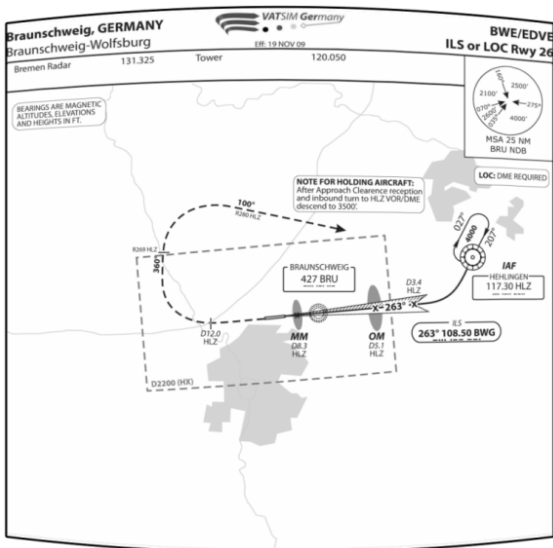 Braunschweig, GERMANY
Braunschweig-Wolfsburg
VATSIM Germany
Eff: 19 NOV 09
BWE/EDVE
ILS or LOC Rwy 26
Bremen Radar 131.325 Tower 120.050
BEARINGS ARE MAGNETIC
ALTITUDES, ELEVATIONS
AND HEIGHTS IN FT.
160°
2500'
2100'
070°
275°
2600'
035°
4000'
MSA 25 NM
BRU NDB
LOC: DME REQUIRED
NOTE FOR HOLDING AIRCRAFT:
After Approach Clearence reception
and inbound turn to HLZ VOR/DME
descend to 3500'.
100°
R280 HLZ
R269 HLZ
360°
027°
4000
207°
IAF
HEHLINGEN
117.30 HLZ
BRAUNSCHWEIG
427 BRU
D3.4
HLZ
263°
X
ILS
263° 108.50 BWG
D12.0
HLZ
MM
D8.3
HLZ
OM
D5.1
HLZ
D2200 (HX)